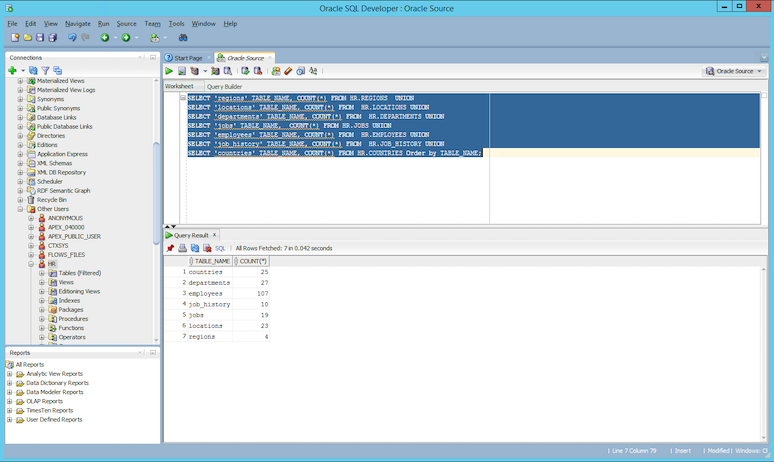 Oracle SQL Developer : Oracle Source
File Edit View Navigate Run Source Team Tools Window Help
Connections
Materialized Views
Materialized View Logs
Synonyms
Public Synonyms
Database Links
Public Database Links
Directories
Editions
Application Express
XML Schemas
XML DB Repository
Scheduler
RDF Semantic Graph
Recycle Bin
Other Users
ANONYMOUS
APEX_040000
APEX_PUBLIC_USER
CTXSYS
FLOWS_FILES
HR
Tables (Filtered)
Views
Editioning Views
Indexes
Packages
Procedures
Functions
Operators
Reports
All Reports
Analytic View Reports
Data Dictionary Reports
Data Modeler Reports
OLAP Reports
TimesTen Reports
User Defined Reports
Start Page Oracle Source
Oracle Source
Worksheet Query Builder
SELECT 'regions' TABLE_NAME, COUNT(*) FROM HR.REGIONS UNION
SELECT 'locations' TABLE_NAME, COUNT(*) FROM HR.LOCATIONS UNION
SELECT 'departments' TABLE_NAME, COUNT(*) FROM HR.DEPARTMENTS UNION
SELECT 'jobs' TABLE_NAME, COUNT(*) FROM HR.JOBS UNION
SELECT 'employees' TABLE_NAME, COUNT(*) FROM HR.EMPLOYEES UNION
SELECT 'job_history' TABLE_NAME, COUNT(*) FROM HR.JOB_HISTORY UNION
SELECT 'countries' TABLE_NAME, COUNT(*) FROM HR.COUNTRIES Order by TABLE_NAME;
Query Result
SQL | All Rows Fetched: 7 in 0.042 seconds
TABLE_NAME COUNT(*)
1 countries 25
2 departments 27
3 employees 107
4 job_history 10
5 jobs 19
6 locations 23
7 regions 4
| Line 7 Column 79 | Insert | Modified | Windows: